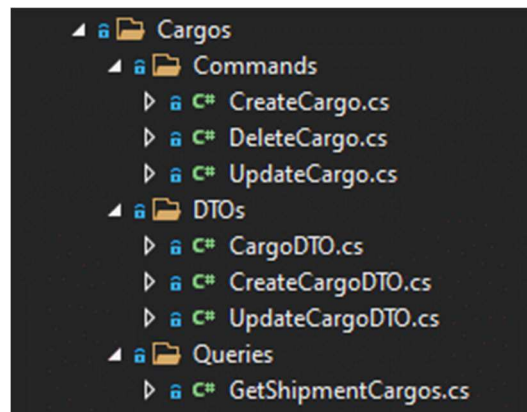 Cargos
Commands
C# CreateCargo.cs
C# DeleteCargo.cs
C# UpdateCargo.cs
DTOs
C# CargoDTO.cs
C# CreateCargoDTO.cs
C# UpdateCargoDTO.cs
Queries
C# GetShipmentCargos.cs